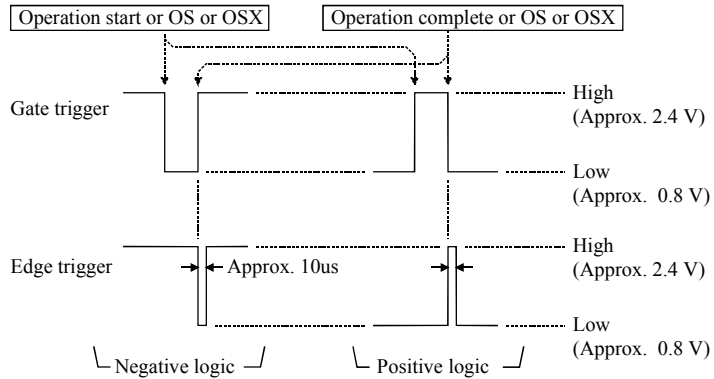 Operation start or OS or OSX
Operation complete or OS or OSX
Gate trigger
High
(Approx. 2.4 V)
Low
(Approx. 0.8 V)
Edge trigger
Approx. 10us
High
(Approx. 2.4 V)
Low
(Approx. 0.8 V)
Negative logic
Positive logic